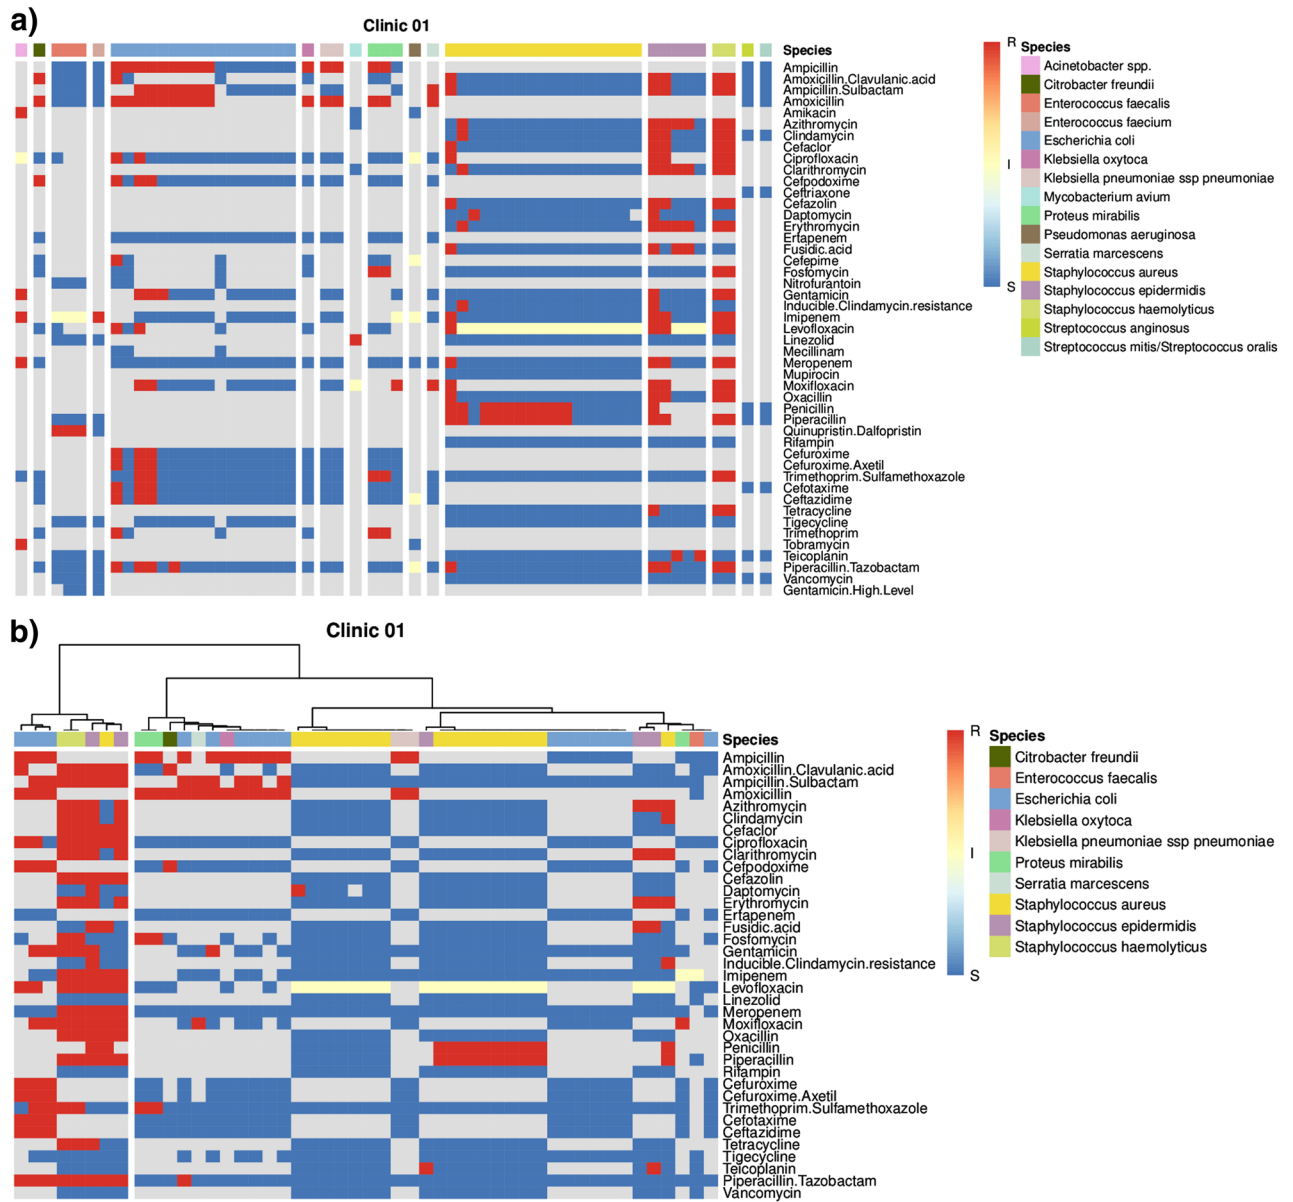 a)
Clinic 01
Species
Ampicillin
Amoxicillin.Clavulanic.acid
Ampicillin.Sulbactam
Amoxicillin
Amikacin
Azithromycin
Clindamycin
Cefaclor
Ciprofloxacin
Clarithromycin
Cefpodoxime
Ceftriaxone
Cefazolin
Daptomycin
Erythromycin
Ertapenem
Fusidic.acid
Cefepime
Fosfomycin
Nitrofurantoin
Gentamicin
Inducible.Clindamycin.resistance
Imipenem
Levofloxacin
Linezolid
Mecillinam
Meropenem
Mupirocin
Moxifloxacin
Oxacillin
Penicillin
Piperacillin
Quinupristin.Dalfopristin
Rifampin
Cefuroxime
Cefuroxime.Axetil
Trimethoprim.Sulfamethoxazole
Cefotaxime
Ceftazidime
Tetracycline
Tigecycline
Trimethoprim
Tobramycin
Teicoplanin
Piperacillin.Tazobactam
Vancomycin
Gentamicin.High.Level
R
I
S
Species
Acinetobacter spp.
Citrobacter freundii
Enterococcus faecalis
Enterococcus faecium
Escherichia coli
Klebsiella oxytoca
Klebsiella pneumoniae ssp pneumoniae
Mycobacterium avium
Proteus mirabilis
Pseudomonas aeruginosa
Serratia marcescens
Staphylococcus aureus
Staphylococcus epidermidis
Staphylococcus haemolyticus
Streptococcus anginosus
Streptococcus mitis/Streptococcus oralis
b)
Clinic 01
Species
Ampicillin
Amoxicillin.Clavulanic.acid
Ampicillin.Sulbactam
Amoxicillin
Azithromycin
Clindamycin
Cefaclor
Ciprofloxacin
Clarithromycin
Cefpodoxime
Cefazolin
Daptomycin
Erythromycin
Ertapenem
Fusidic.acid
Fosfomycin
Gentamicin
Inducible.Clindamycin.resistance
Imipenem
Levofloxacin
Linezolid
Meropenem
Moxifloxacin
Oxacillin
Penicillin
Piperacillin
Rifampin
Cefuroxime
Cefuroxime.Axetil
Trimethoprim.Sulfamethoxazole
Cefotaxime
Ceftazidime
Tetracycline
Tigecycline
Teicoplanin
Piperacillin.Tazobactam
Vancomycin
R
I
S
Species
Citrobacter freundii
Enterococcus faecalis
Escherichia coli
Klebsiella oxytoca
Klebsiella pneumoniae ssp pneumoniae
Proteus mirabilis
Serratia marcescens
Staphylococcus aureus
Staphylococcus epidermidis
Staphylococcus haemolyticus